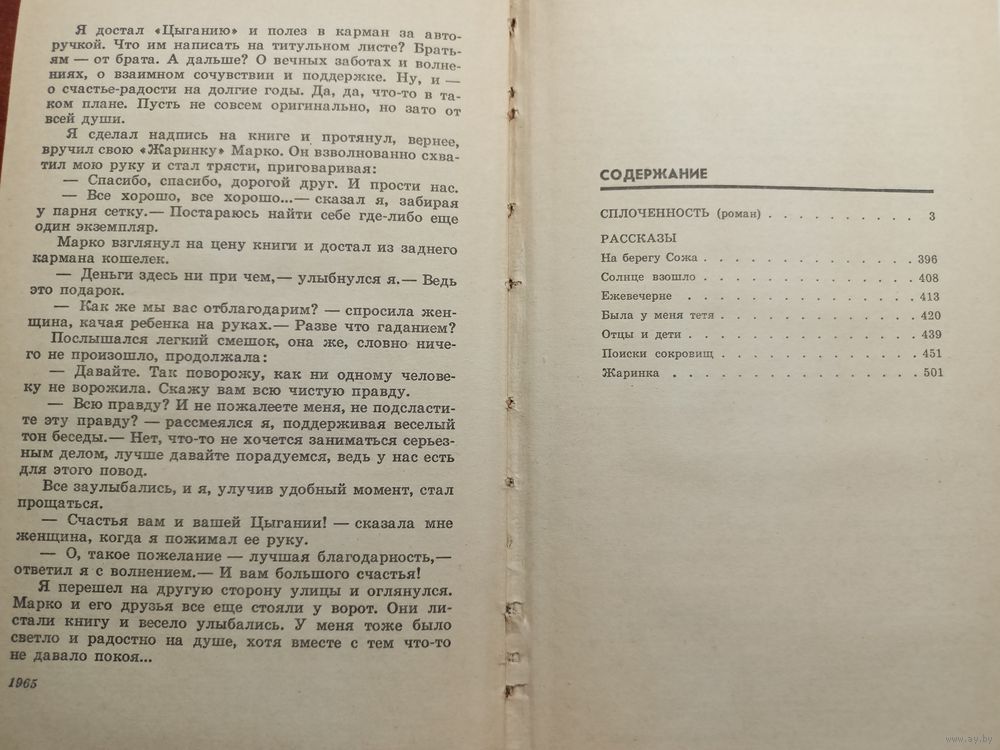 Я достал «Цыганию» и полез в карман за авто-
ручкой. Что им написать на титульном листе? Брать-
ям — от брата. А дальше? О вечных заботах и волне-
ниях, о взаимном сочувствии и поддержке. Ну, и —
о счастье-радости на долгие годы. Да, да, что-то в та-
ком плане. Пусть не совсем оригинально, но зато от
всей души.
Я сделал надпись на книге и протянул, вернее,
вручил свою «Жаринку» Марко. Он взволнованно схва-
тил мою руку и стал трясти, приговаривая:
— Спасибо, спасибо, дорогой друг. И прости нас.
— Все хорошо, все хорошо...— сказал я, забирая
у парня сетку.— Постараюсь найти себе где-либо еще
один экземпляр.
Марко взглянул на цену книги и достал из заднего
кармана кошелек.
— Деньги здесь ни при чем,— улыбнулся я.— Ведь
это подарок.
— Как же мы вас отблагодарим? — спросила жен-
щина, качая ребенка на руках.— Разве что гаданием?
Послышался легкий смешок, она же, словно ниче-
го не произошло, продолжала:
— Давайте. Так поворожу, как ни одному челове-
ку не ворожила. Скажу вам всю чистую правду.
— Всю правду? И не пожалеете меня, не подсласти-
те эту правду? — рассмеялся я, поддерживая веселый
тон беседы.— Нет, что-то не хочется заниматься серьез-
ным делом, лучше давайте порадуемся, ведь у нас есть
для этого повод.
Все заулыбались, и я, улучив удобный момент, стал
прощаться.
— Счастья вам и вашей Цыгании! — сказала мне
женщина, когда я пожимал ее руку.
— О, такое пожелание — лучшая благодарность,—
ответил я с волнением.— И вам большого счастья!
Я перешел на другую сторону улицы и оглянулся.
Марко и его друзья все еще стояли у ворот. Они ли-
стали книгу и весело улыбались. У меня тоже было
светло и радостно на душе, хотя вместе с тем что-то
не давало покоя...
1965
СОДЕРЖАНИЕ
СПЛОЧЕННОСТЬ (роман) . . . . . . . . . . 3
РАССКАЗЫ
На берегу Сожа . . . . . . . . . . . . . . 396
Солнце взошло . . . . . . . . . . . . . . 408
Ежевечерне . . . . . . . . . . . . . . . 413
Была у меня тетя . . . . . . . . . . . . . 420
Отцы и дети . . . . . . . . . . . . . . . 439
Поиски сокровищ . . . . . . . . . . . . . 451
Жаринка . . . . . . . . . . . . . . . . 501
www.ay.by